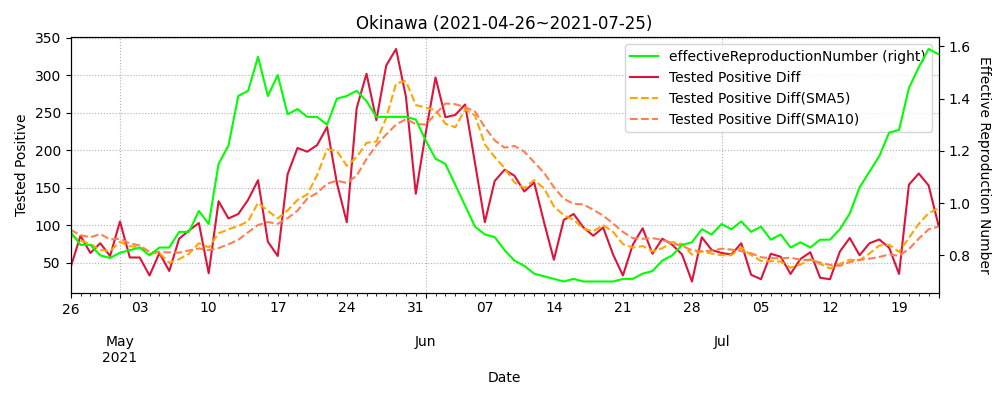 Okinawa (2021-04-26~2021-07-25)
350
300
250
200
150
100
50
Tested Positive
effectiveReproductionNumber (right)
Tested Positive Diff
Tested Positive Diff(SMA5)
Tested Positive Diff(SMA10)
1.6
1.4
1.2
1.0
0.8
Effective Reproduction Number
26 03 10 17 24 31 07 14 21 28 05 12 19
May Jun Jul
2021
Date